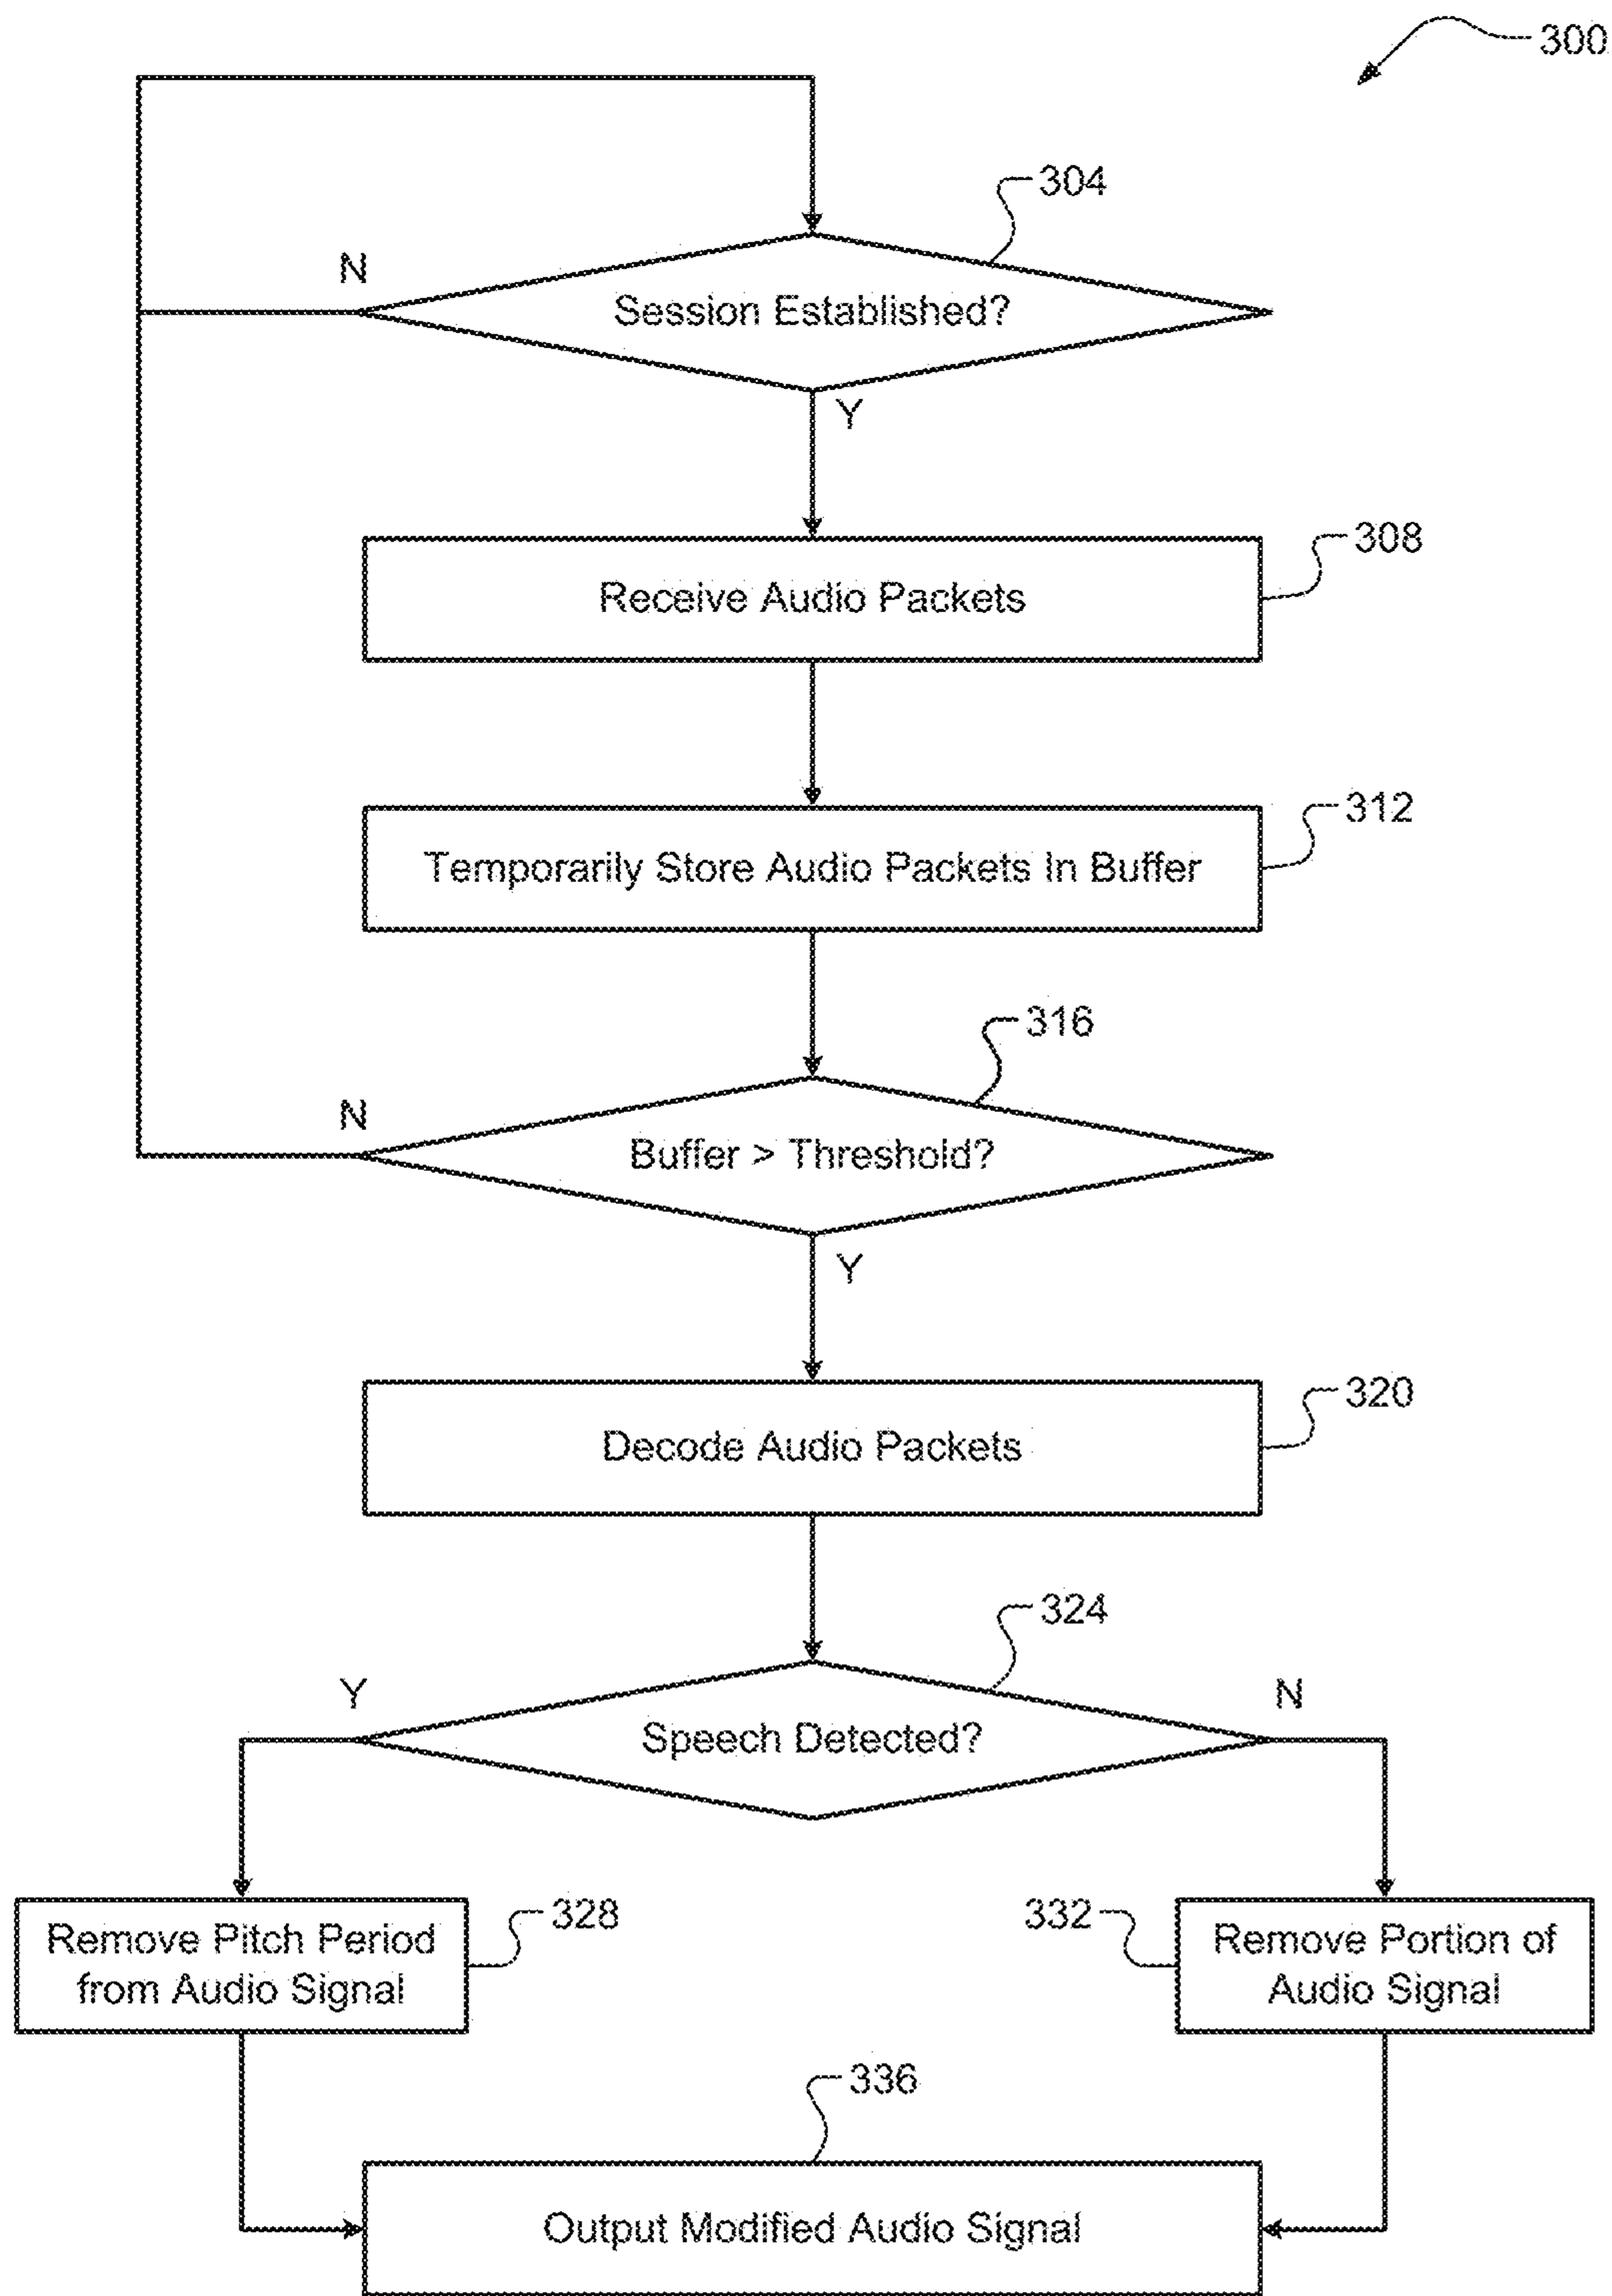 300
304
N
Session Established?
Y
308
Receive Audio Packets
312
Temporarily Store Audio Packets In Buffer
316
N
Buffer > Threshold?
Y
320
Decode Audio Packets
324
Y
N
Speech Detected?
328
332
Remove Pitch Period
from Audio Signal
Remove Portion of
Audio Signal
336
Output Modified Audio Signal